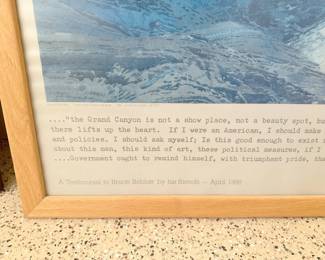 ...."the Grand Canyon is not a show place, not a beauty spot, bu
there lifts up the heart. If I were an American, I should make
and policies. I should ask myself; Is this good enough to exist
about this man, this kind of art, these political measures, if I
....Government ought to remind himself, with triumphant pride, tha
A Testimonial to Bruce Babbitt by his friends — April 1990